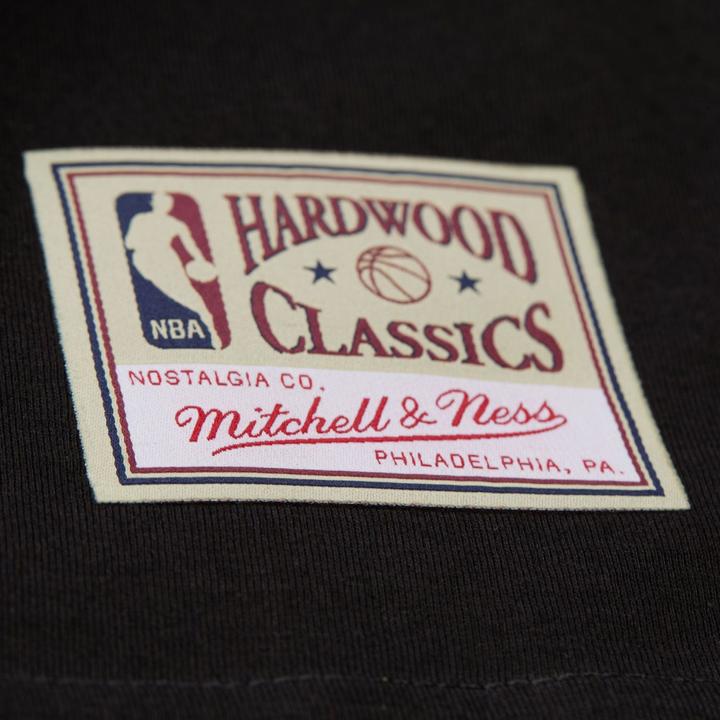 HARDWOOD
CLASSICS
NBA
NOSTALGIA CO.
Mitchell & Ness
PHILADELPHIA, PA.